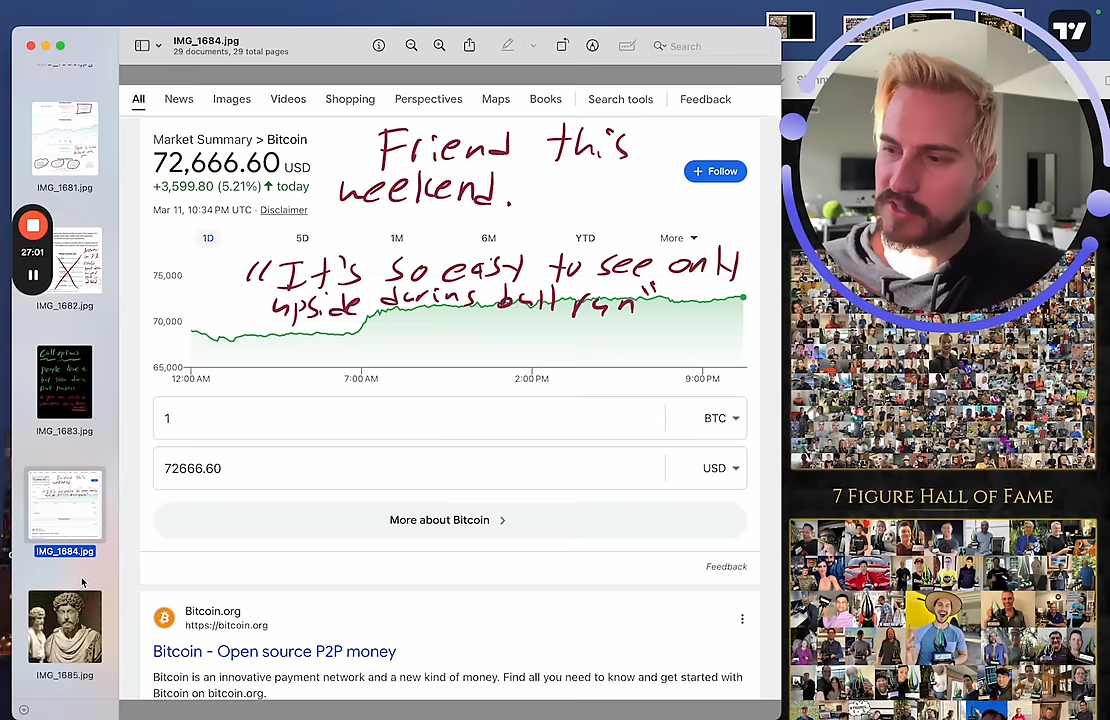 IMG_1684.jpg
29 documents, 29 total pages
Search
IMG_1681.jpg
IMG_1682.jpg
IMG_1683.jpg
IMG_1684.jpg
IMG_1685.jpg
27:01
All News Images Videos Shopping Perspectives Maps Books Search tools Feedback
Market Summary > Bitcoin
72,666.60 USD
+3,599.80 (5.21%) ↑ today
Mar 11, 10:34 PM UTC · Disclaimer
+ Follow
Friend this
weekend.
1D 5D 1M 6M YTD More
"It's so easy to see only
upside during bull run"
75,000
70,000
65,000
12:00 AM 7:00 AM 2:00 PM 9:00 PM
1 BTC
72666.60 USD
More about Bitcoin >
Feedback
Bitcoin.org
https://bitcoin.org
Bitcoin - Open source P2P money
Bitcoin is an innovative payment network and a new kind of money. Find all you need to know and get started with
Bitcoin on bitcoin.org.
7 Figure Hall of Fame